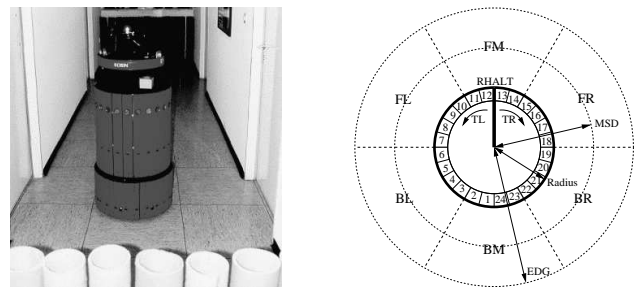 FM
RHALT
FL
FR
TL
TR
MSD
12 13
11 14
10 15
9 16
8 17
7 18
6 19
5 20
4 21
3 22
2 23
1 24
Radius
BL
BR
BM
EDG